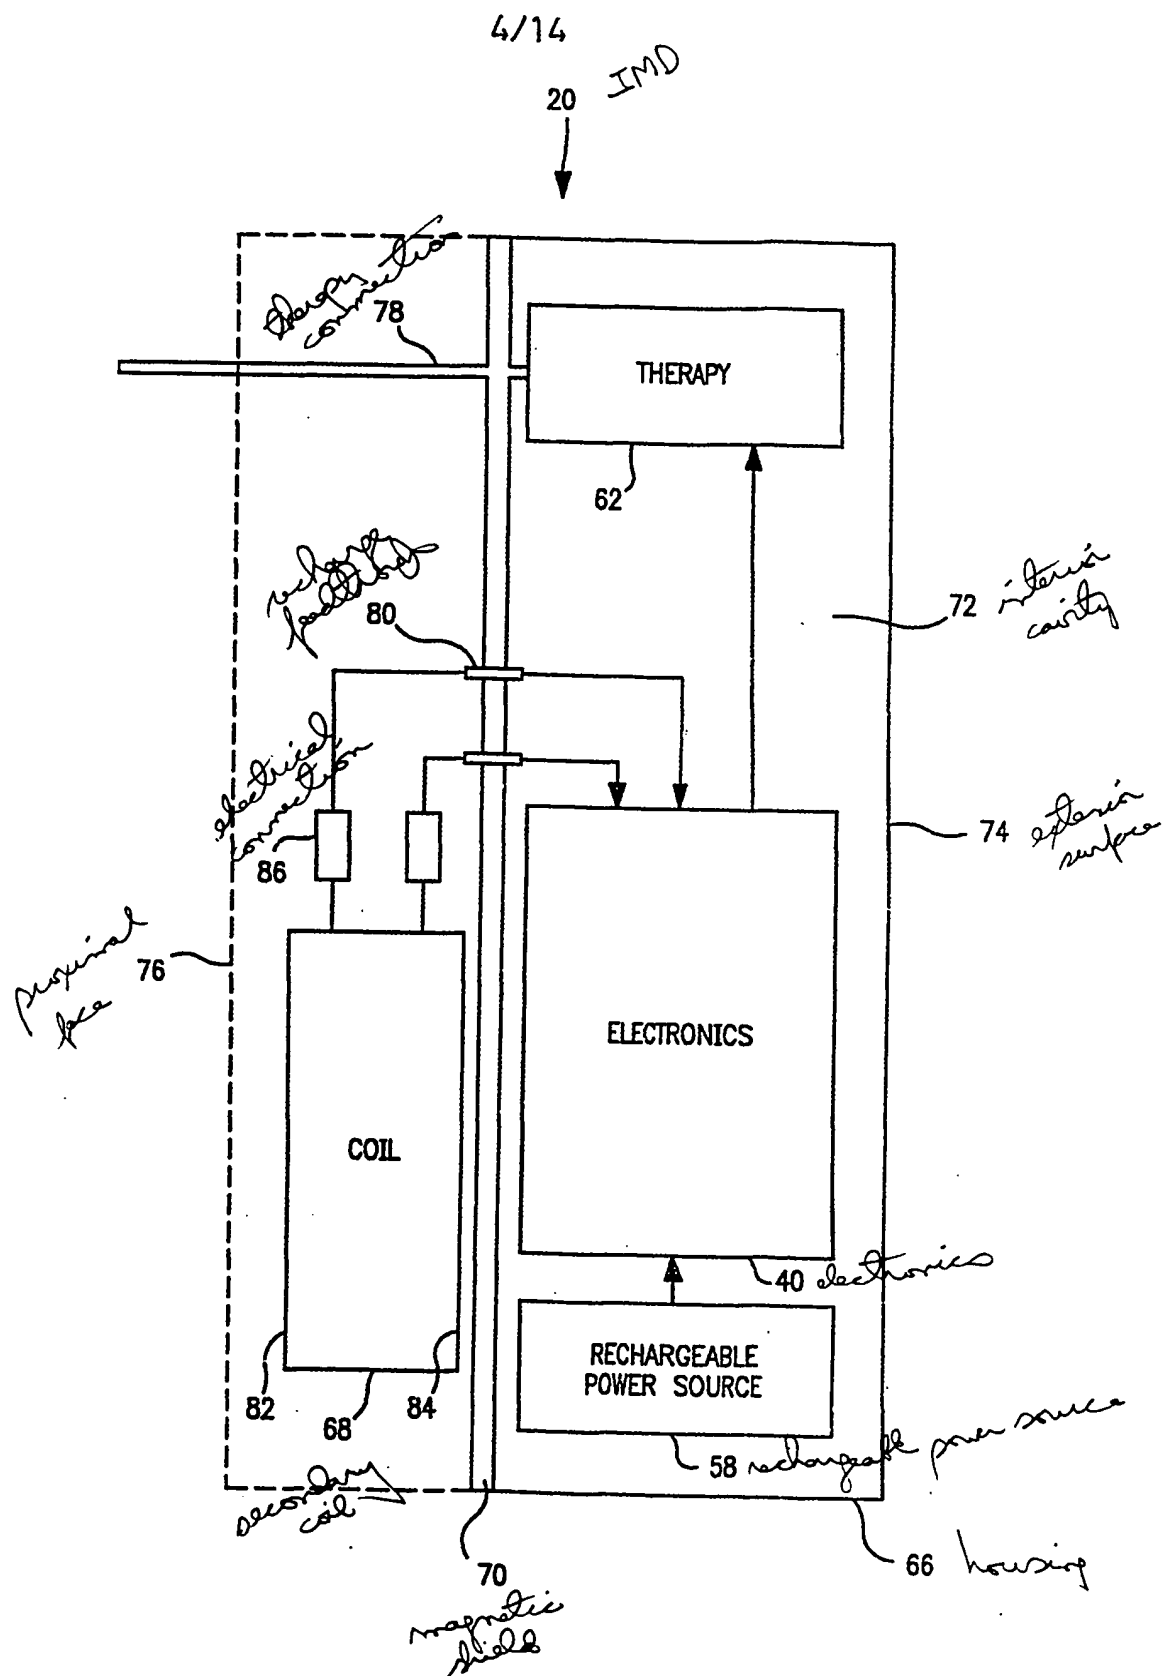 4/14
20 IMD
therapy
connection
78
THERAPY
62
recharge
feedthrough
80
72 interior
cavity
electrical
connection
86
74 exterior
surface
proximal
face
76
ELECTRONICS
COIL
40 electronics
RECHARGEABLE
POWER SOURCE
82
68
84
58 rechargeable power source
secondary
coil
70
magnetic
shield
66 housing